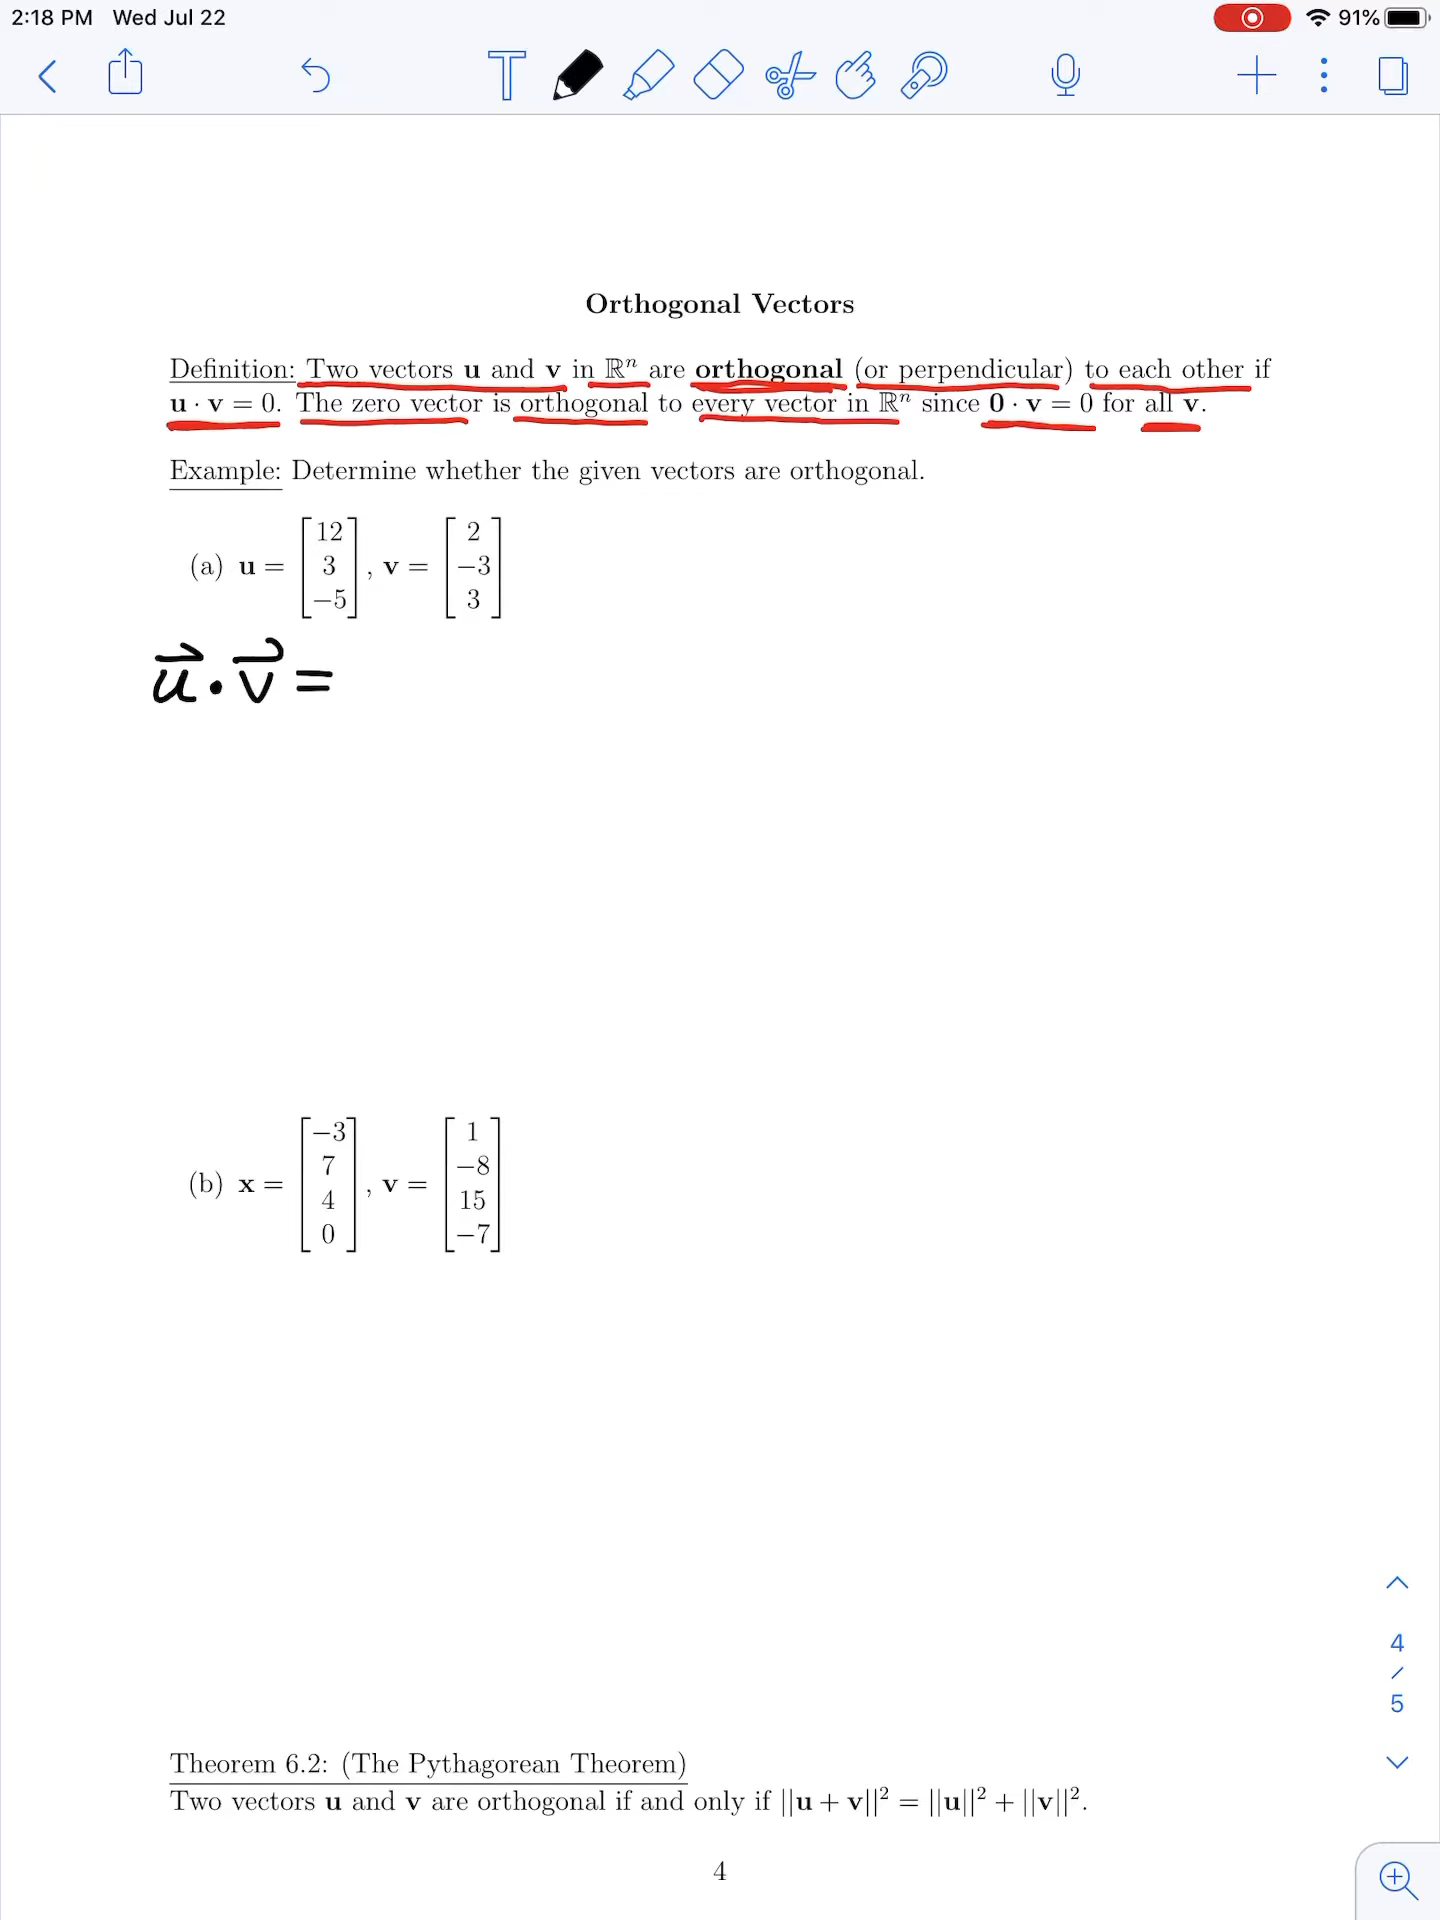 2:18 PM Wed Jul 22 91%
Orthogonal Vectors
Definition: Two vectors u and v in ℝⁿ are orthogonal (or perpendicular) to each other if
u · v = 0. The zero vector is orthogonal to every vector in ℝⁿ since 0 · v = 0 for all v.
Example: Determine whether the given vectors are orthogonal.
(a) u = [12 3 −5], v = [2 −3 3]
u⃗ · v⃗ =
(b) x = [−3 7 4 0], v = [1 −8 15 −7]
4
/
5
Theorem 6.2: (The Pythagorean Theorem)
Two vectors u and v are orthogonal if and only if ||u + v||² = ||u||² + ||v||².
4